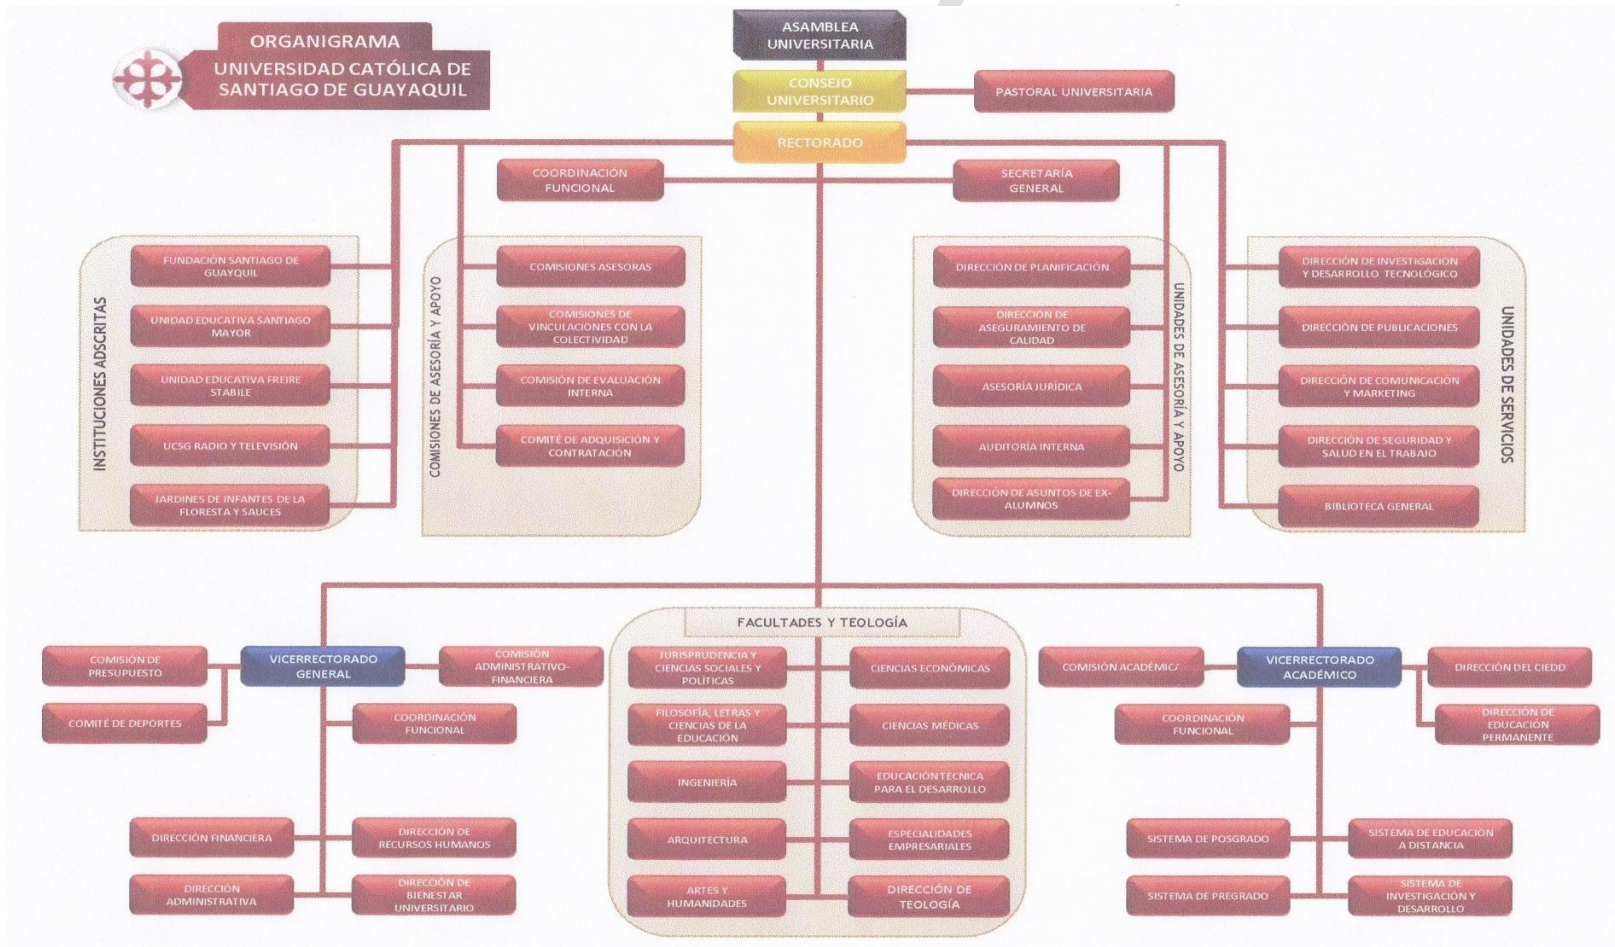 ORGANIGRAMA
UNIVERSIDAD CATÓLICA DE
SANTIAGO DE GUAYAQUIL
ASAMBLEA
UNIVERSITARIA
CONSEJO
UNIVERSITARIO
PASTORAL UNIVERSITARIA
RECTORADO
COORDINACIÓN
FUNCIONAL
SECRETARÍA
GENERAL
INSTITUCIONES ADSCRITAS
FUNDACIÓN SANTIAGO DE
GUAYQUIL
UNIDAD EDUCATIVA SANTIAGO
MAYOR
UNIDAD EDUCATIVA FREIRE
STABILE
UCSG RADIO Y TELEVISIÓN
JARDINES DE INFANTES DE LA
FLORESTA Y SAUCES
COMISIONES DE ASESORÍA Y APOYO
COMISIONES ASESORAS
COMISIONES DE
VINCULACIONES CON LA
COLECTIVIDAD
COMISIÓN DE EVALUACIÓN
INTERNA
COMITÉ DE ADQUISICIÓN Y
CONTRATACIÓN
DIRECCIÓN DE PLANIFICACIÓN
DIRECCIÓN DE
ASEGURAMIENTO DE
CALIDAD
ASESORÍA JURÍDICA
AUDITORÍA INTERNA
DIRECCIÓN DE ASUNTOS DE EX-
ALUMNOS
UNIDADES DE ASESORÍA Y APOYO
DIRECCIÓN DE INVESTIGACIÓN
Y DESARROLLO TECNOLÓGICO
DIRECCIÓN DE PUBLICACIONES
DIRECCIÓN DE COMUNICACIÓN
Y MARKETING
DIRECCIÓN DE SEGURIDAD Y
SALUD EN EL TRABAJO
BIBLIOTECA GENERAL
UNIDADES DE SERVICIOS
COMISIÓN DE
PRESUPUESTO
VICERRECTORADO
GENERAL
COMISIÓN
ADMINISTRATIVO-
FINANCIERA
COMITÉ DE DEPORTES
COORDINACIÓN
FUNCIONAL
DIRECCIÓN FINANCIERA
DIRECCIÓN DE
RECURSOS HUMANOS
DIRECCIÓN
ADMINISTRATIVA
DIRECCIÓN DE
BIENESTAR
UNIVERSITARIO
FACULTADES Y TEOLOGÍA
JURISPRUDENCIA Y
CIENCIAS SOCIALES Y
POLÍTICAS
CIENCIAS ECONÓMICAS
FILOSOFÍA, LETRAS Y
CIENCIAS DE LA
EDUCACIÓN
CIENCIAS MÉDICAS
INGENIERÍA
EDUCACIÓN TÉCNICA
PARA EL DESARROLLO
ARQUITECTURA
ESPECIALIDADES
EMPRESARIALES
ARTES Y
HUMANIDADES
DIRECCIÓN DE
TEOLOGÍA
COMISIÓN ACADÉMICA
VICERRECTORADO
ACADÉMICO
DIRECCIÓN DEL CIEDD
COORDINACIÓN
FUNCIONAL
DIRECCIÓN DE
EDUCACIÓN
PERMANENTE
SISTEMA DE POSGRADO
SISTEMA DE EDUCACIÓN
A DISTANCIA
SISTEMA DE PREGRADO
SISTEMA DE
INVESTIGACIÓN Y
DESARROLLO